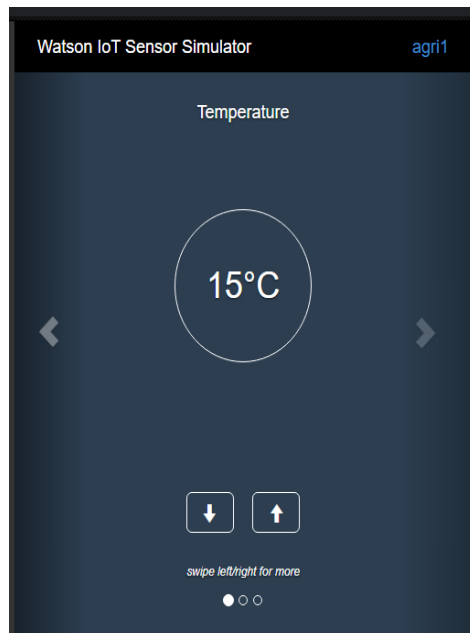 Watson IoT Sensor Simulator agri1
Temperature
15°C
swipe left/right for more